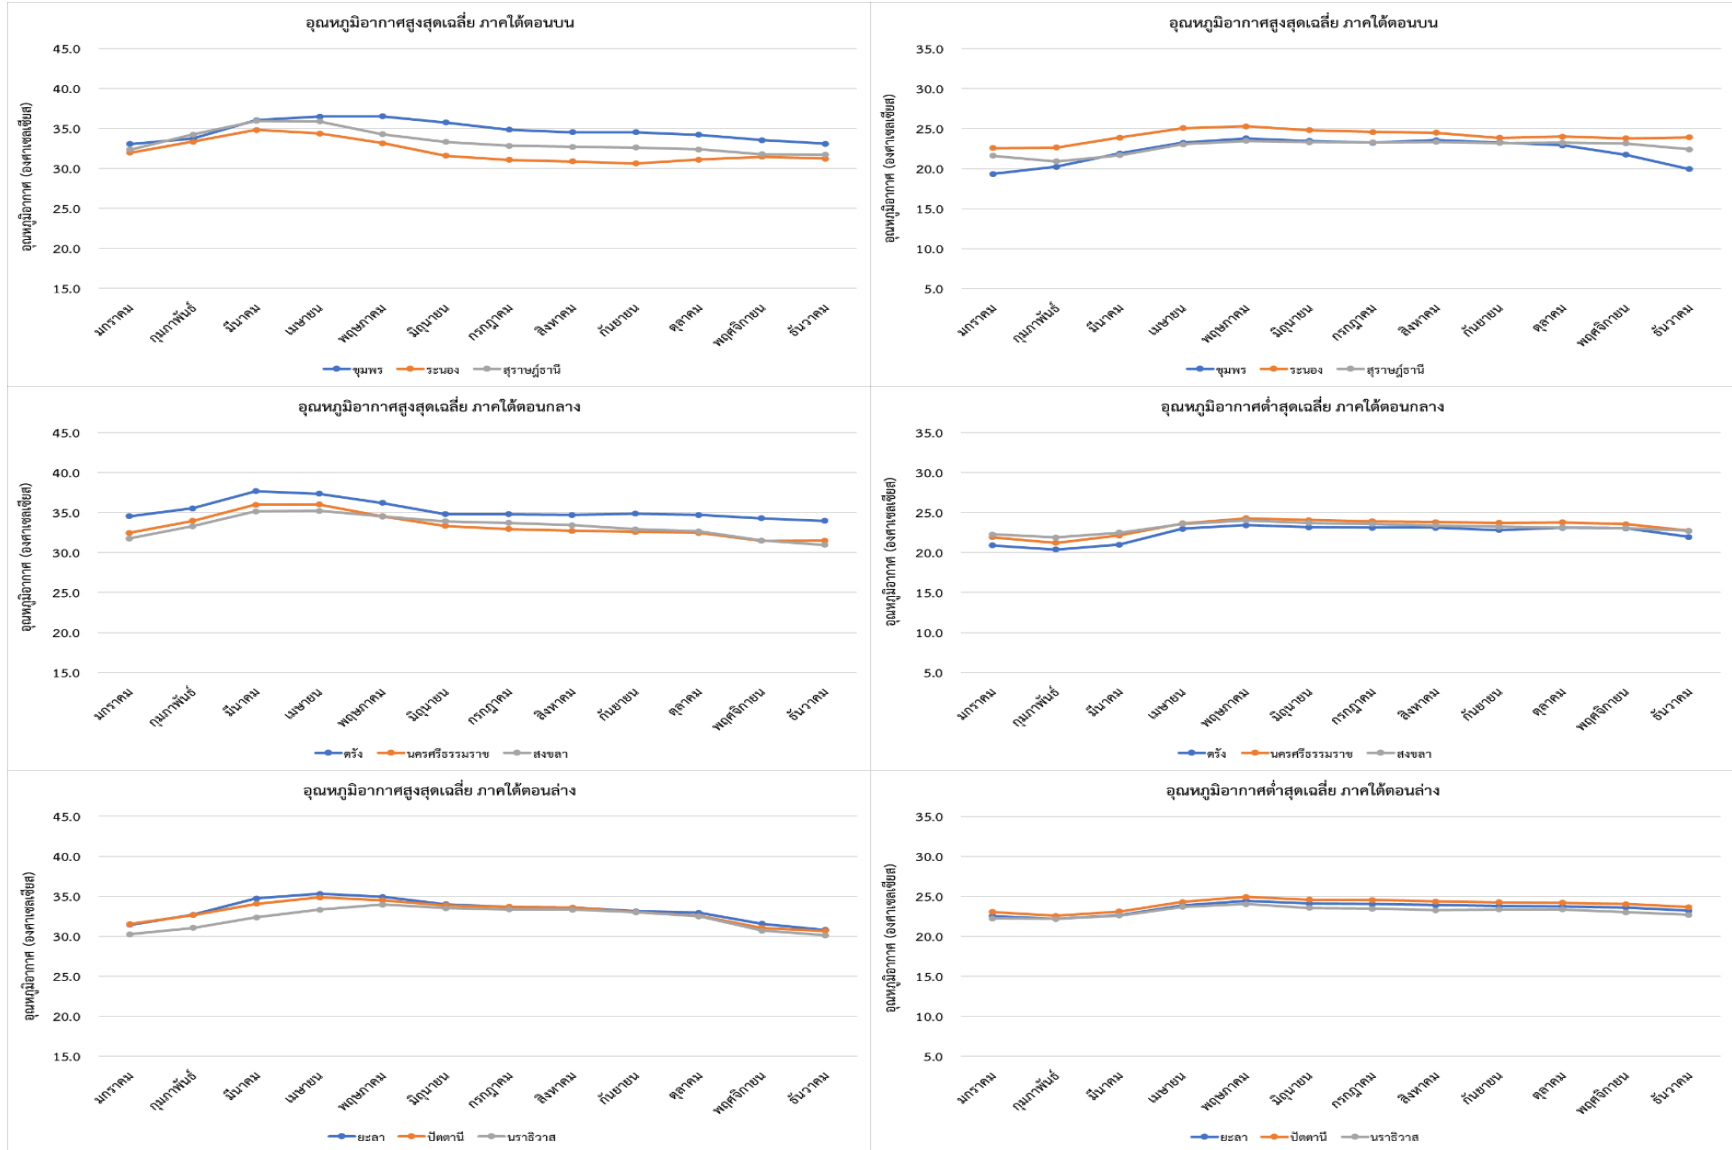 อุณหภูมิอากาศสูงสุดเฉลี่ย ภาคใต้ตอนบน
อุณหภูมิอากาศ (องศาเซลเซียส)
45.0
40.0
35.0
30.0
25.0
20.0
15.0
มกราคม กุมภาพันธ์ มีนาคม เมษายน พฤษภาคม มิถุนายน กรกฎาคม สิงหาคม กันยายน ตุลาคม พฤศจิกายน ธันวาคม
ชุมพร ระนอง สุราษฎ์ธานี
อุณหภูมิอากาศสูงสุดเฉลี่ย ภาคใต้ตอนบน
อุณหภูมิอากาศ (องศาเซลเซียส)
35.0
30.0
25.0
20.0
15.0
10.0
5.0
มกราคม กุมภาพันธ์ มีนาคม เมษายน พฤษภาคม มิถุนายน กรกฎาคม สิงหาคม กันยายน ตุลาคม พฤศจิกายน ธันวาคม
ชุมพร ระนอง สุราษฎ์ธานี
อุณหภูมิอากาศสูงสุดเฉลี่ย ภาคใต้ตอนกลาง
อุณหภูมิอากาศ (องศาเซลเซียส)
45.0
40.0
35.0
30.0
25.0
20.0
15.0
มกราคม กุมภาพันธ์ มีนาคม เมษายน พฤษภาคม มิถุนายน กรกฎาคม สิงหาคม กันยายน ตุลาคม พฤศจิกายน ธันวาคม
ตรัง นครศรีธรรมราช สงขลา
อุณหภูมิอากาศต่ำสุดเฉลี่ย ภาคใต้ตอนกลาง
อุณหภูมิอากาศ (องศาเซลเซียส)
35.0
30.0
25.0
20.0
15.0
10.0
5.0
มกราคม กุมภาพันธ์ มีนาคม เมษายน พฤษภาคม มิถุนายน กรกฎาคม สิงหาคม กันยายน ตุลาคม พฤศจิกายน ธันวาคม
ตรัง นครศรีธรรมราช สงขลา
อุณหภูมิอากาศสูงสุดเฉลี่ย ภาคใต้ตอนล่าง
อุณหภูมิอากาศ (องศาเซลเซียส)
45.0
40.0
35.0
30.0
25.0
20.0
15.0
มกราคม กุมภาพันธ์ มีนาคม เมษายน พฤษภาคม มิถุนายน กรกฎาคม สิงหาคม กันยายน ตุลาคม พฤศจิกายน ธันวาคม
ยะลา ปัตตานี นราธิวาส
อุณหภูมิอากาศต่ำสุดเฉลี่ย ภาคใต้ตอนล่าง
อุณหภูมิอากาศ (องศาเซลเซียส)
35.0
30.0
25.0
20.0
15.0
10.0
5.0
มกราคม กุมภาพันธ์ มีนาคม เมษายน พฤษภาคม มิถุนายน กรกฎาคม สิงหาคม กันยายน ตุลาคม พฤศจิกายน ธันวาคม
ยะลา ปัตตานี นราธิวาส